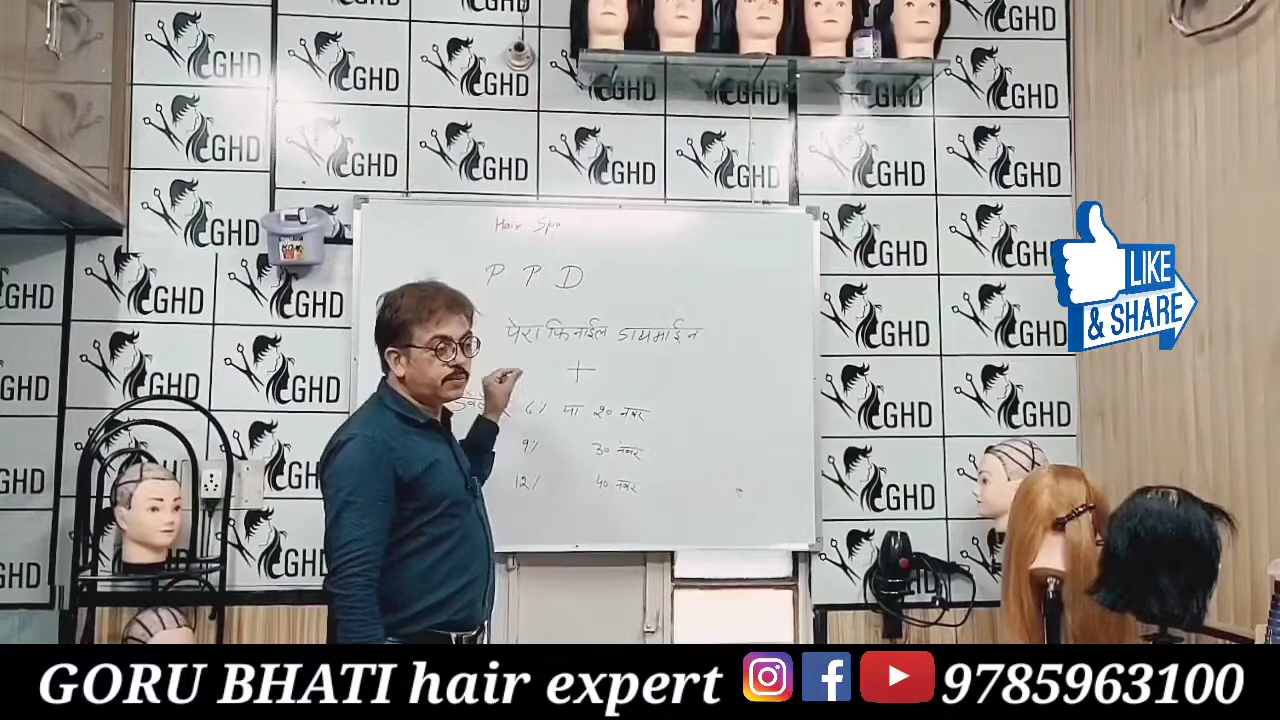 CGHD
Hair Spa
P P D
पेरा फिनाईल डायमाईन
+
6% या २० नंबर
9% 30 नंबर
12% 40 नंबर
LIKE
& SHARE
GORU BHATI hair expert 9785963100